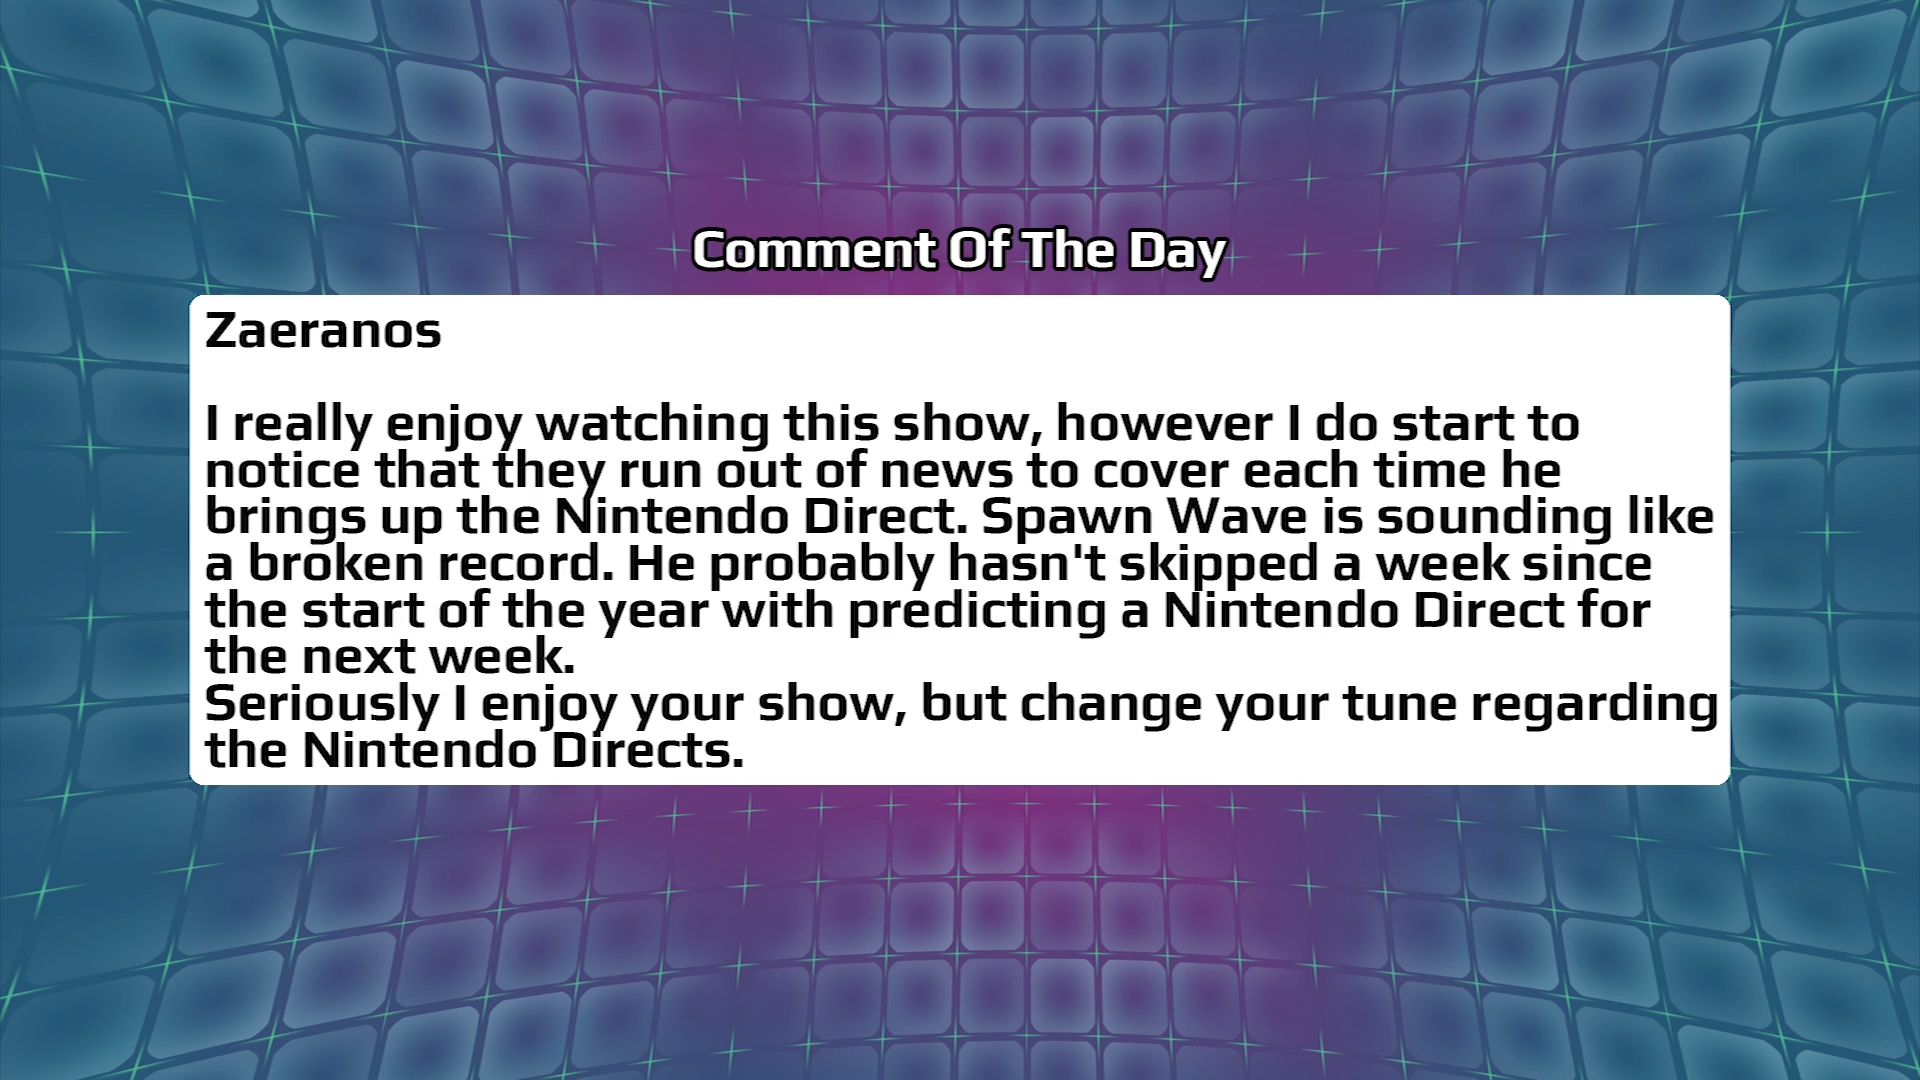 Comment Of The Day
Zaeranos
I really enjoy watching this show, however I do start to
notice that they run out of news to cover each time he
brings up the Nintendo Direct. Spawn Wave is sounding like
a broken record. He probably hasn't skipped a week since
the start of the year with predicting a Nintendo Direct for
the next week.
Seriously I enjoy your show, but change your tune regarding
the Nintendo Directs.